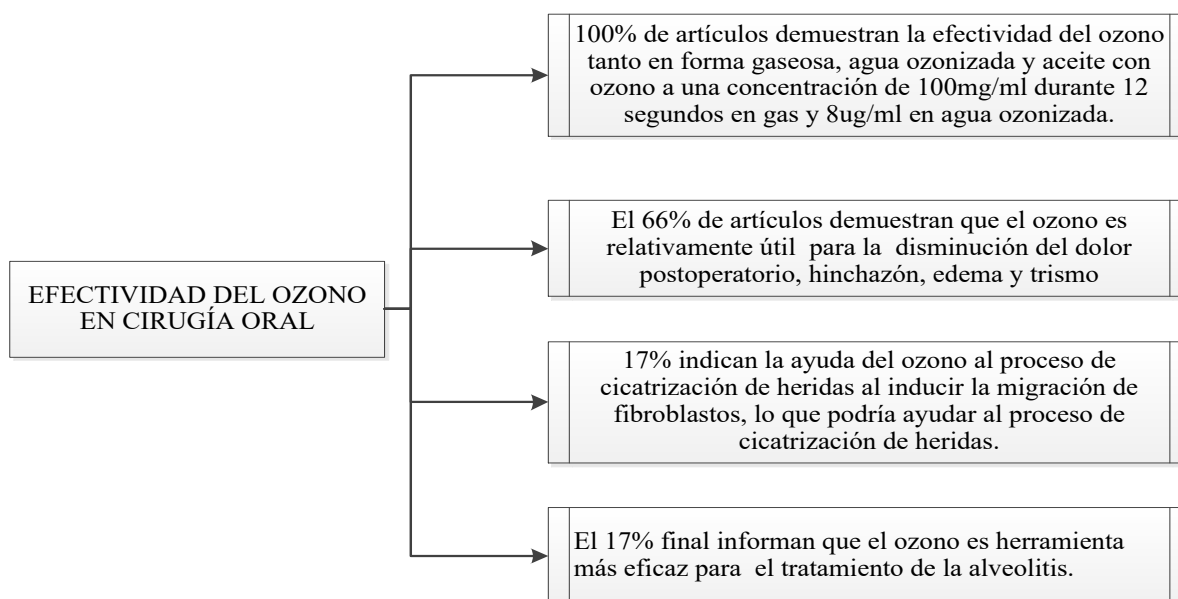 100% de artículos demuestran la efectividad del ozono
tanto en forma gaseosa, agua ozonizada y aceite con
ozono a una concentración de 100mg/ml durante 12
segundos en gas y 8ug/ml en agua ozonizada.
El 66% de artículos demuestran que el ozono es
relativamente útil para la disminución del dolor
postoperatorio, hinchazón, edema y trismo
EFECTIVIDAD DEL OZONO
EN CIRUGÍA ORAL
17% indican la ayuda del ozono al proceso de
cicatrización de heridas al inducir la migración de
fibroblastos, lo que podría ayudar al proceso de
cicatrización de heridas.
El 17% final informan que el ozono es herramienta
más eficaz para el tratamiento de la alveolitis.